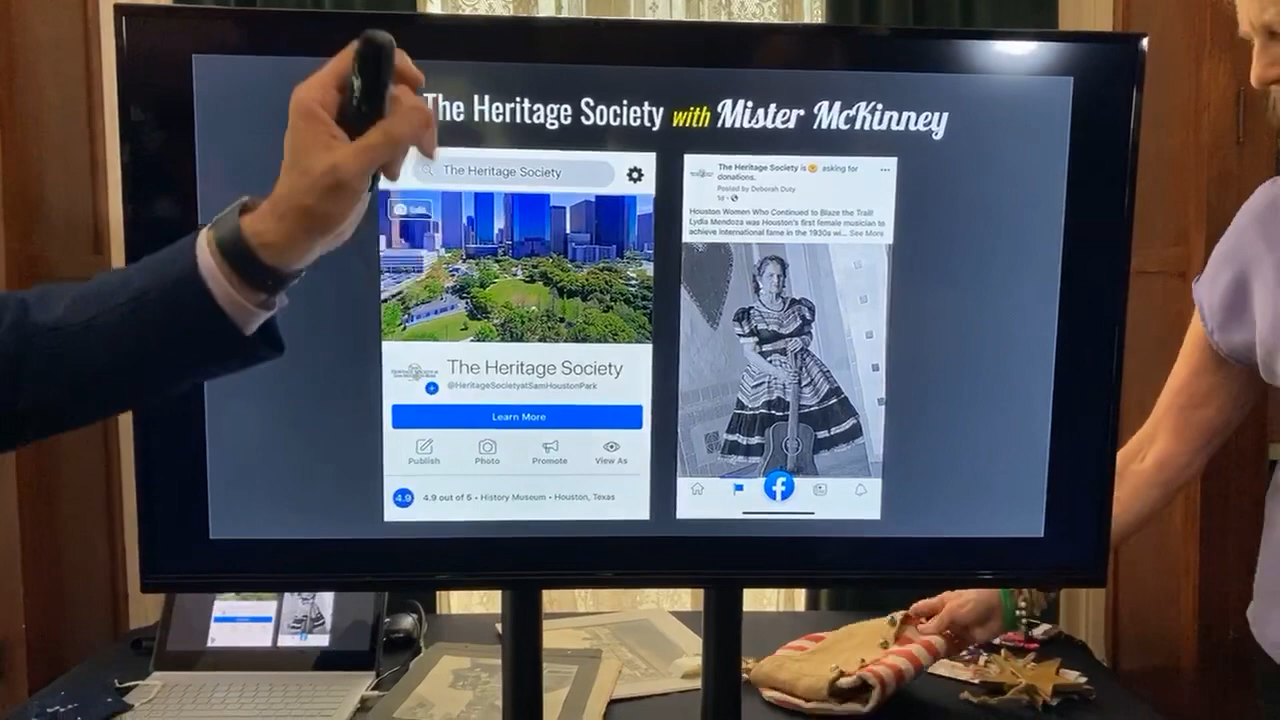 The Heritage Society with Mister McKinney
The Heritage Society
The Heritage Society
@HeritageSocietyatSamHoustonPark
Learn More
Publish
Photo
Promote
View As
4.9
4.9 out of 5 • History Museum • Houston, Texas
The Heritage Society is asking for
donations.
Posted by Deborah Duty
1d
Houston Women Who Continued to Blaze the Trail!
Lydia Mendoza was Houston's first female musician to
achieve international fame in the 1930s wi... See More